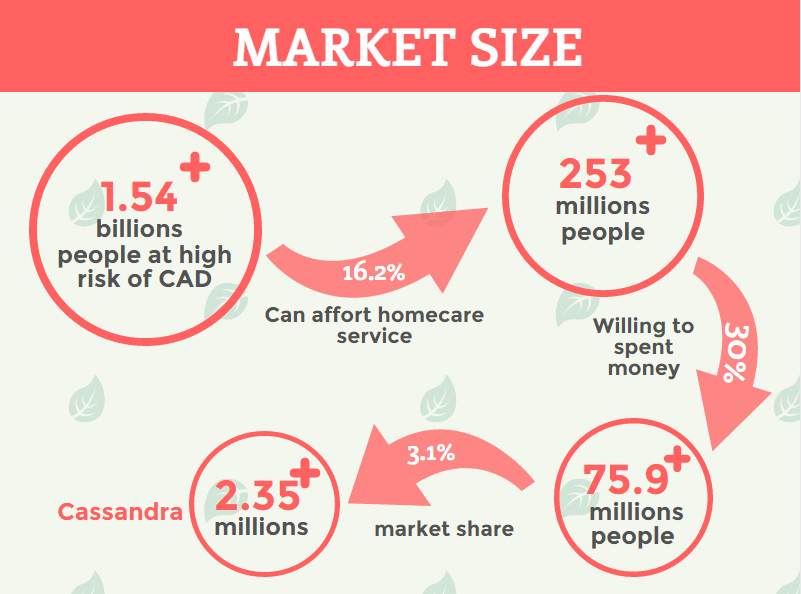 MARKET SIZE
1.54+
billions
people at high
risk of CAD
16.2%
Can affort homecare
service
253+
millions
people
Willing to
spent
money
30%
75.9+
millions
people
3.1%
market share
2.35+
millions
Cassandra